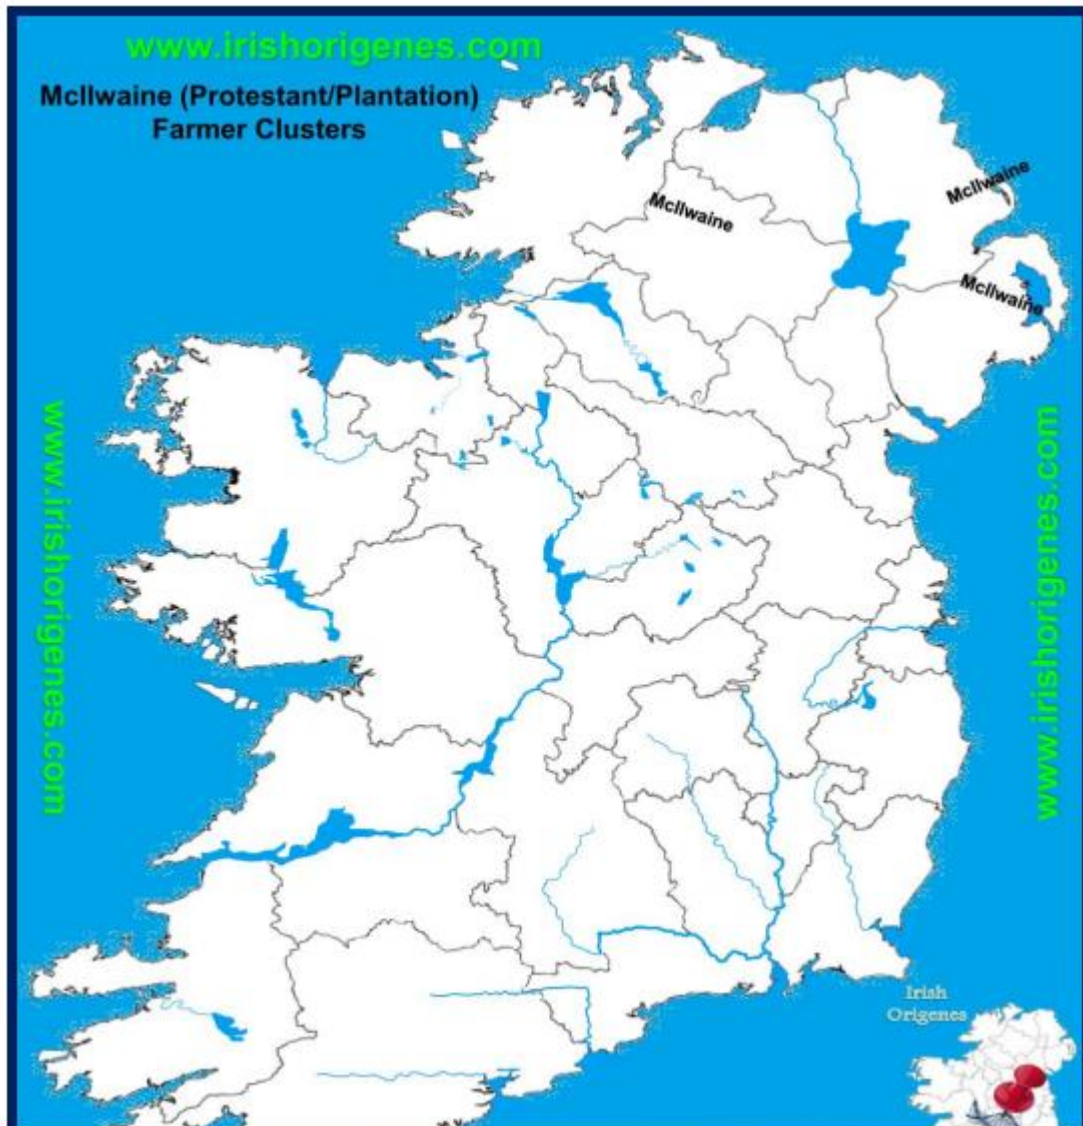 www.irishorigenes.com
McIlwaine (Protestant/Plantation)
Farmer Clusters
McIlwaine
McIlwaine
McIlwaine
www.irishorigenes.com
www.irishorigenes.com
Irish
Origenes